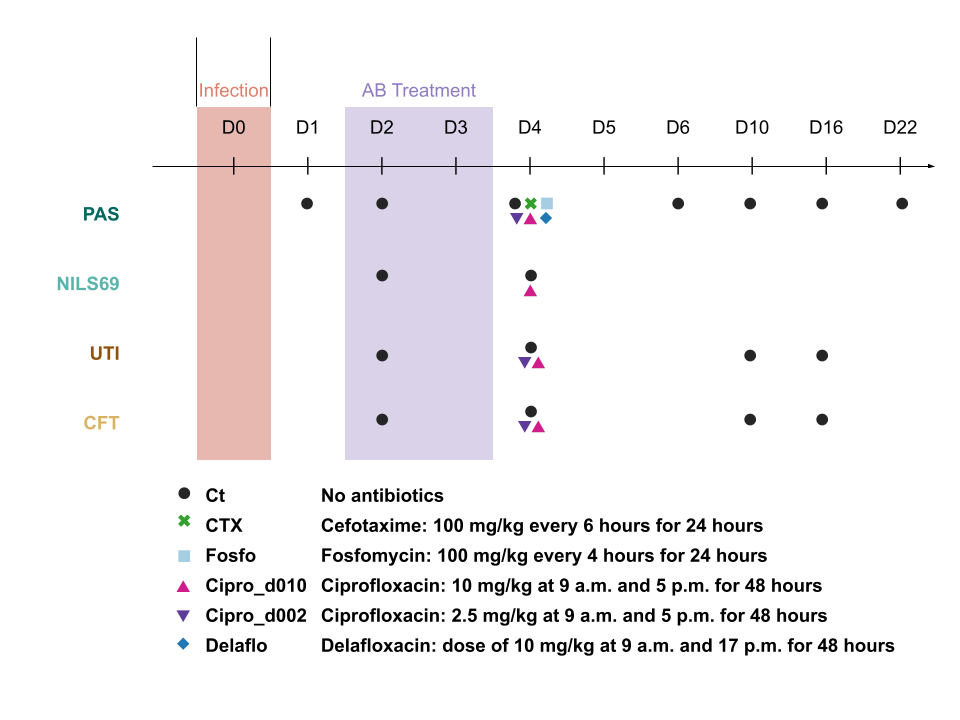 Infection AB Treatment
D0 D1 D2 D3 D4 D5 D6 D10 D16 D22
PAS
NILS69
UTI
CFT
Ct No antibiotics
CTX Cefotaxime: 100 mg/kg every 6 hours for 24 hours
Fosfo Fosfomycin: 100 mg/kg every 4 hours for 24 hours
Cipro_d010 Ciprofloxacin: 10 mg/kg at 9 a.m. and 5 p.m. for 48 hours
Cipro_d002 Ciprofloxacin: 2.5 mg/kg at 9 a.m. and 5 p.m. for 48 hours
Delaflo Delafloxacin: dose of 10 mg/kg at 9 a.m. and 17 p.m. for 48 hours